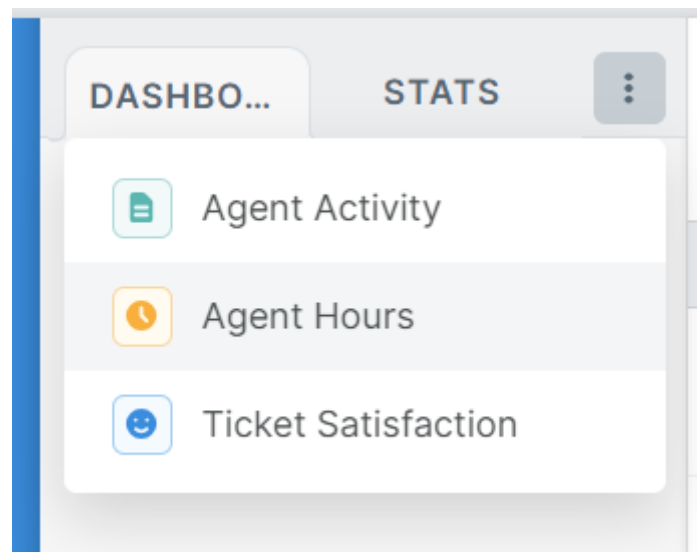 DASHBO...
STATS
Agent Activity
Agent Hours
Ticket Satisfaction